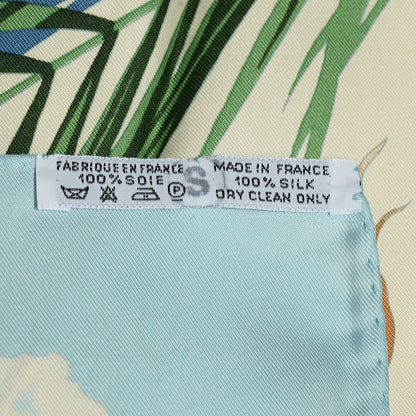 FABRIQUE EN FRANCE
100% SOIE
P
S
MADE IN FRANCE
100% SILK
DRY CLEAN ONLY